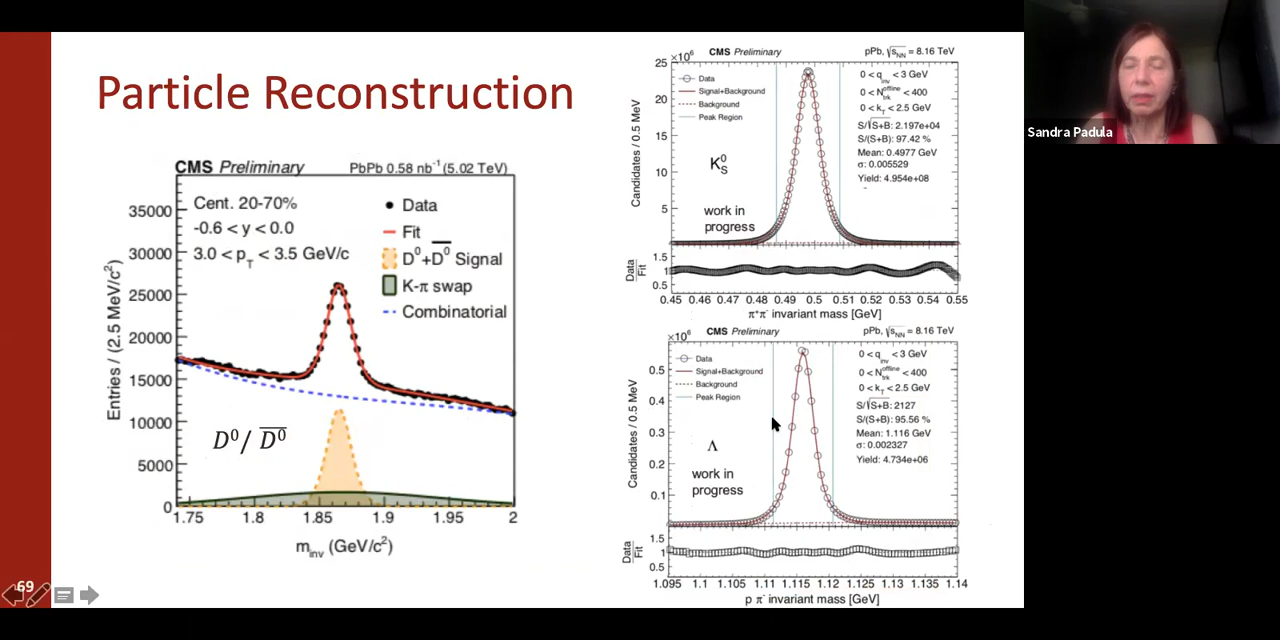 Particle Reconstruction
CMS Preliminary PbPb 0.58 nb⁻¹ (5.02 TeV)
Cent. 20-70%
-0.6 < y < 0.0
3.0 < p_T < 3.5 GeV/c
Data
Fit
D⁰+D̅⁰ Signal
K-π swap
Combinatorial
D⁰/ D̅⁰
Entries / (2.5 MeV/c²)
35000
30000
25000
20000
15000
10000
5000
0
1.75 1.8 1.85 1.9 1.95 2
m_inv (GeV/c²)
×10⁶ CMS Preliminary pPb, √s_NN = 8.16 TeV
Data
Signal+Background
Background
Peak Region
0 < q_inv < 3 GeV
0 < N_trk^offline < 400
0 < k_T < 2.5 GeV
S/√S+B: 2.197e+04
S/(S+B): 97.42 %
Mean: 0.4977 GeV
σ: 0.005529
Yield: 4.954e+08
K⁰_S
work in
progress
Candidates / 0.5 MeV
25
20
15
10
5
Data
Fit
1.5
1
0.5
0.45 0.46 0.47 0.48 0.49 0.5 0.51 0.52 0.53 0.54 0.55
π⁺π⁻ invariant mass [GeV]
×10⁶ CMS Preliminary pPb, √s_NN = 8.16 TeV
Data
Signal+Background
Background
Peak Region
0 < q_inv < 3 GeV
0 < N_trk^offline < 400
0 < k_T < 2.5 GeV
S/√S+B: 2127
S/(S+B): 95.56 %
Mean: 1.116 GeV
σ: 0.002327
Yield: 4.734e+06
Λ
work in
progress
Candidates / 0.5 MeV
0.5
0.4
0.3
0.2
0.1
Data
Fit
1.5
1
0.5
1.095 1.1 1.105 1.11 1.115 1.12 1.125 1.13 1.135 1.14
p π⁻ invariant mass [GeV]
69
Sandra Padula